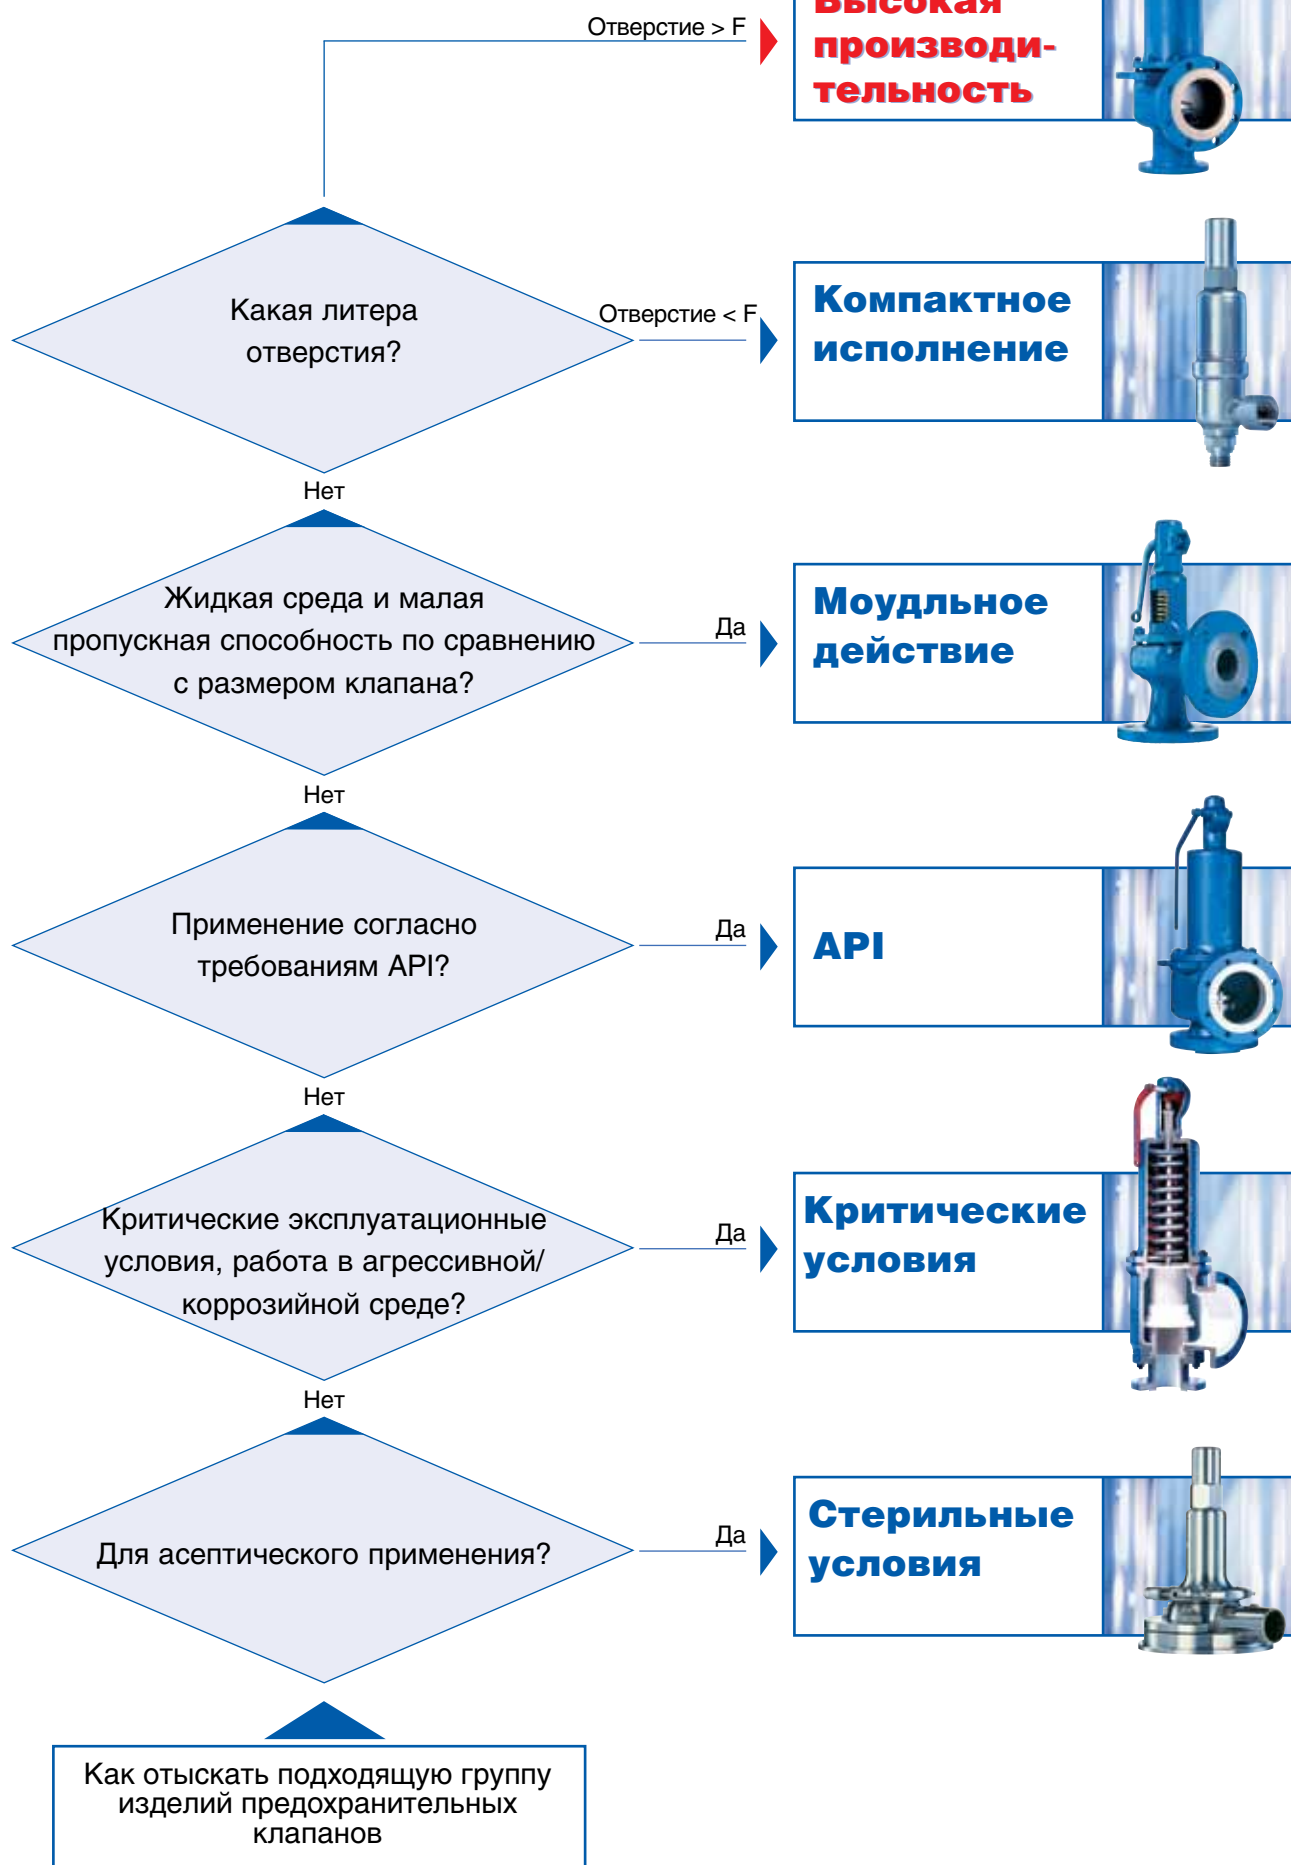 Отверстие > F
Высокая
производи-
тельность
Какая литера
отверстия?
Отверстие < F
Компактное
исполнение
Нет
Жидкая среда и малая
пропускная способность по сравнению
с размером клапана?
Да
Моудльное
действие
Нет
Применение согласно
требованиям API?
Да
API
Нет
Критические эксплуатационные
условия, работа в агрессивной/
коррозийной среде?
Да
Критические
условия
Нет
Для асептического применения?
Да
Стерильные
условия
Как отыскать подходящую группу
изделий предохранительных
клапанов